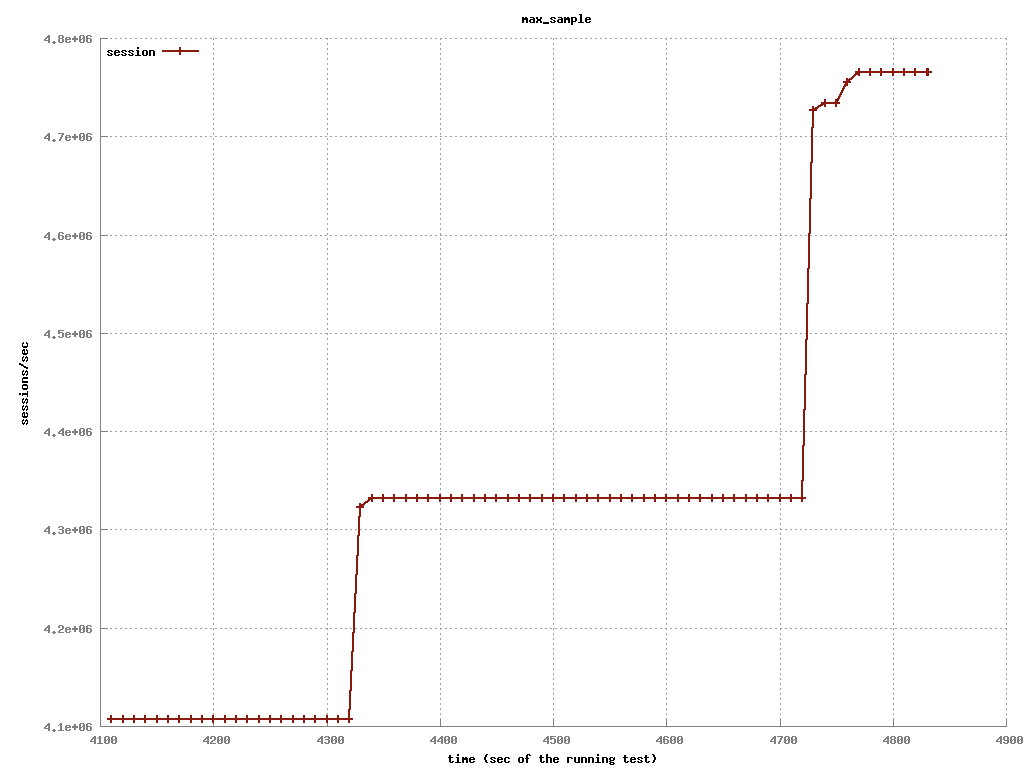 max_sample
4.8e+06
session
4.7e+06
4.6e+06
4.5e+06
sessions/sec
4.4e+06
4.3e+06
4.2e+06
4.1e+06
4100 4200 4300 4400 4500 4600 4700 4800 4900
time (sec of the running test)